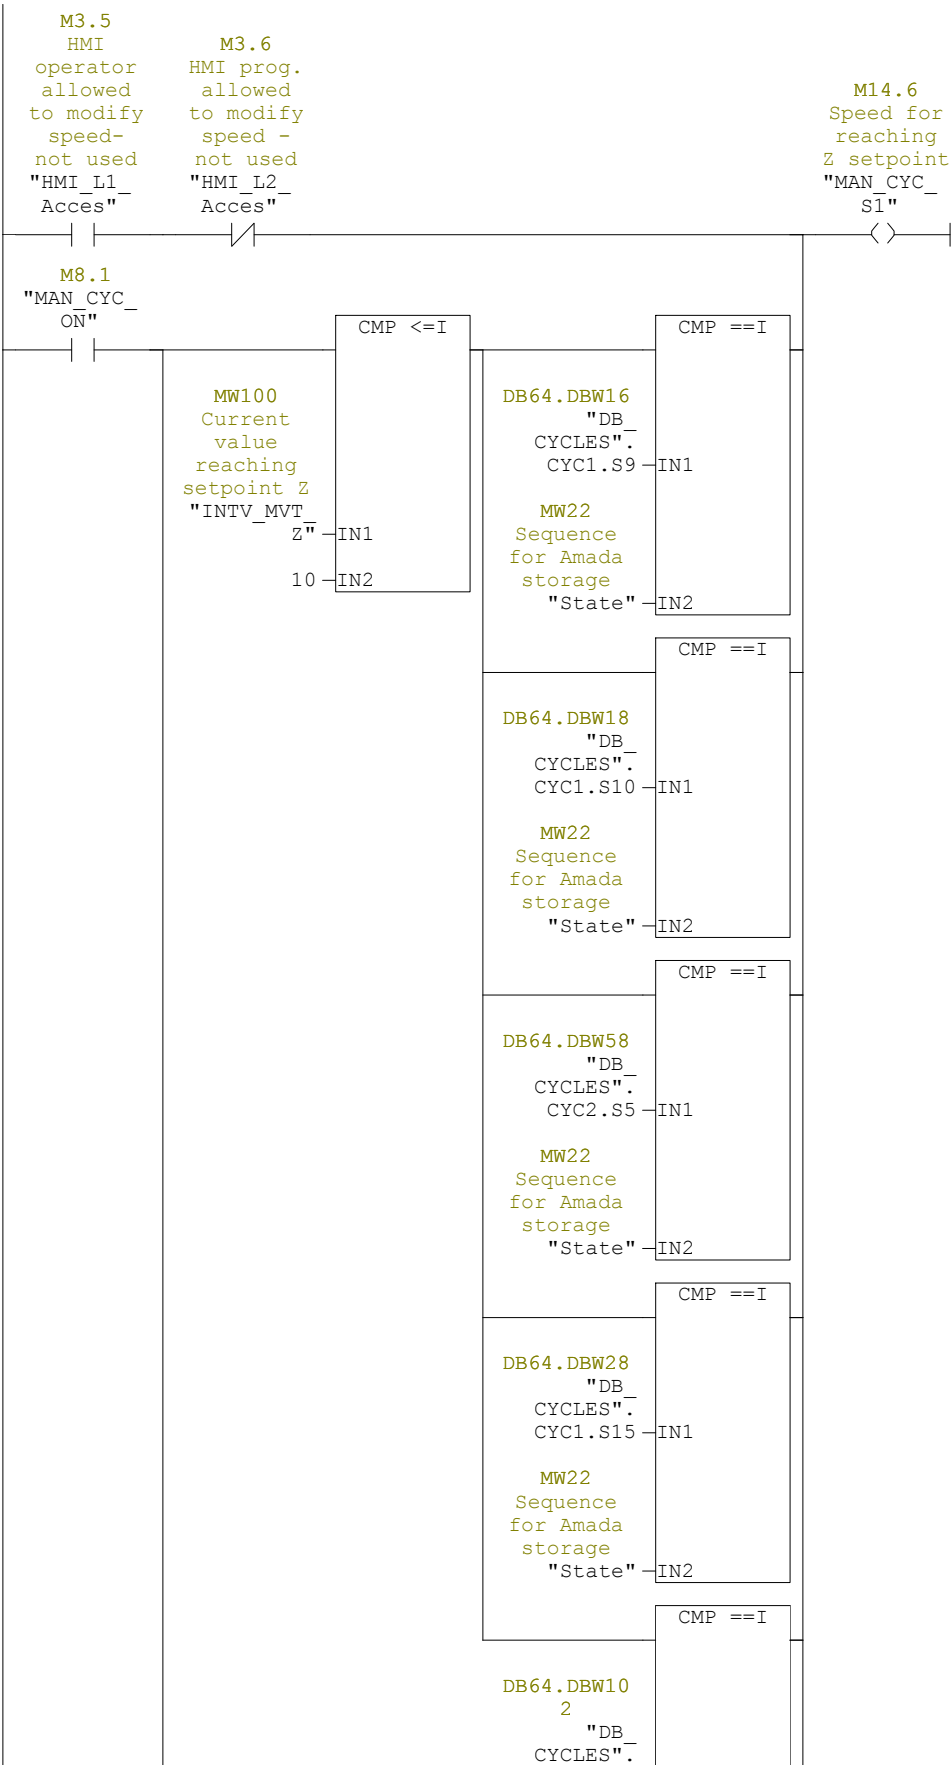 M3.5
HMI
operator
allowed
to modify
speed-
not used
"HMI_L1_
Acces"
M3.6
HMI prog.
allowed
to modify
speed -
not used
"HMI_L2_
Acces"
M14.6
Speed for
reaching
Z setpoint
"MAN_CYC_
S1"
M8.1
"MAN_CYC_
ON"
CMP <=I
MW100
Current
value
reaching
setpoint Z
"INTV_MVT_
Z"
IN1
10
IN2
CMP ==I
DB64.DBW16
"DB_
CYCLES".
CYC1.S9
IN1
MW22
Sequence
for Amada
storage
"State"
IN2
CMP ==I
DB64.DBW18
"DB_
CYCLES".
CYC1.S10
IN1
MW22
Sequence
for Amada
storage
"State"
IN2
CMP ==I
DB64.DBW58
"DB_
CYCLES".
CYC2.S5
IN1
MW22
Sequence
for Amada
storage
"State"
IN2
CMP ==I
DB64.DBW28
"DB_
CYCLES".
CYC1.S15
IN1
MW22
Sequence
for Amada
storage
"State"
IN2
CMP ==I
DB64.DBW10
2
"DB_
CYCLES".